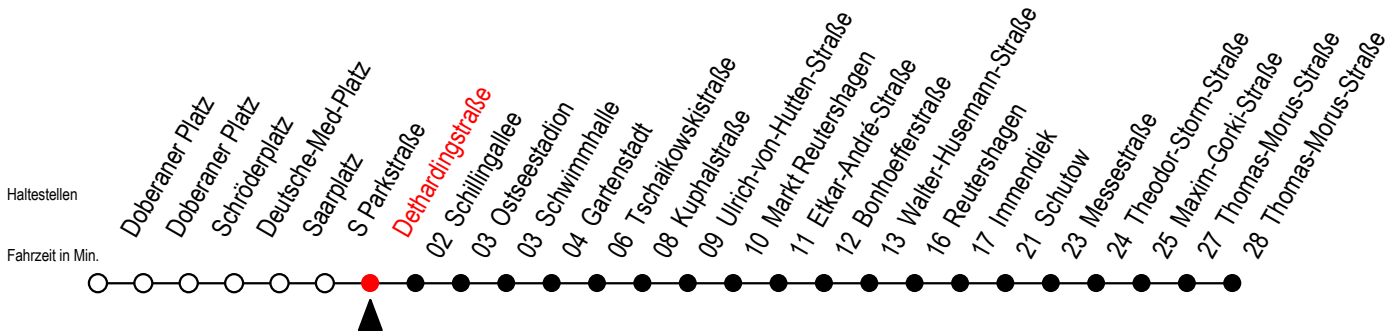 Haltestellen
Fahrzeit in Min.
Doberaner Platz
Doberaner Platz
Schröderplatz
Deutsche-Med-Platz
Saarplatz
S Parkstraße
Dethardingstraße
02 Schillingallee
03 Ostseestadion
03 Schwimmhalle
04 Gartenstadt
06 Tschaikowskistraße
08 Kuphalstraße
09 Ulrich-von-Hutten-Straße
10 Markt Reutershagen
11 Etkar-André-Straße
12 Bonhoefferstraße
13 Walter-Husemann-Straße
16 Reutershagen
17 Immendiek
21 Schutow
23 Messestraße
24 Theodor-Storm-Straße
25 Maxim-Gorki-Straße
27 Thomas-Morus-Straße
28 Thomas-Morus-Straße